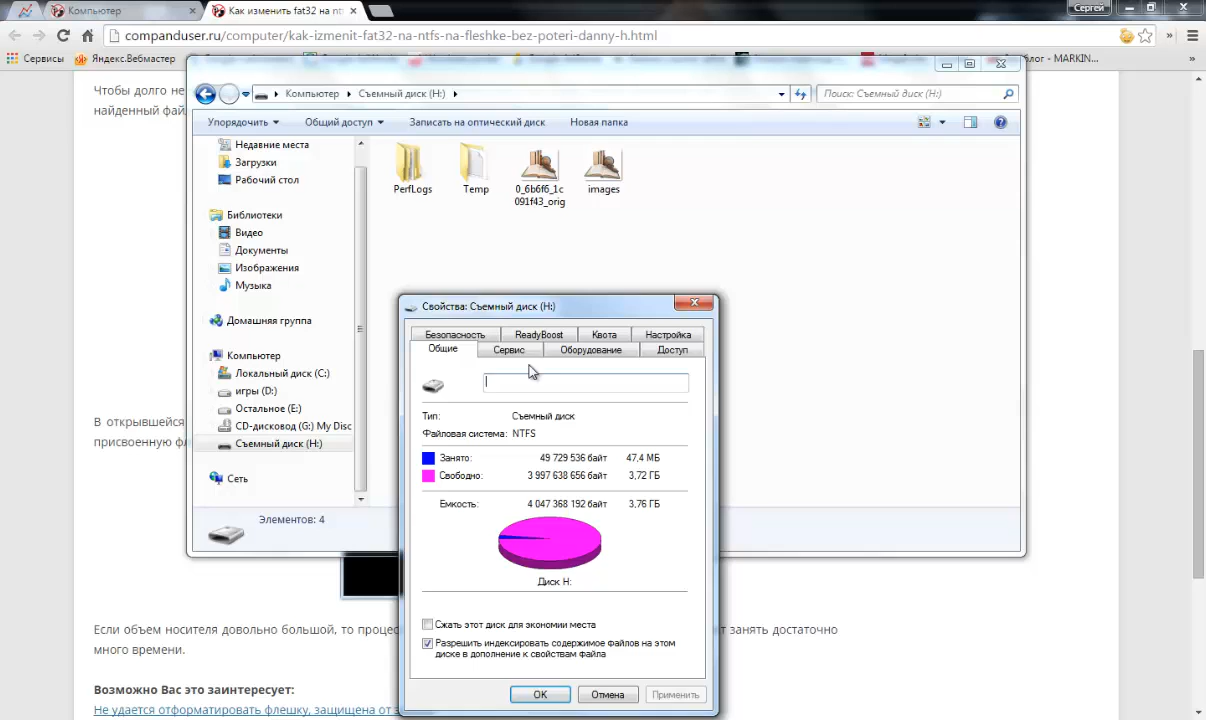 Компьютер
Как изменить fat32 на nt
Сергей
companduser.ru/computer/kak-izmenit-fat32-na-ntfs-na-fleshke-bez-poteri-danny-h.html
Сервисы
Яндекс.Вебмастер
лог - MARKIN...
Чтобы долго не
найденный фай
Компьютер
Съемный диск (H:)
Поиск: Съемный диск (H:)
Упорядочить
Общий доступ
Записать на оптический диск
Новая папка
Недавние места
Загрузки
Рабочий стол
Библиотеки
Видео
Документы
Изображения
Музыка
Домашняя группа
Компьютер
Локальный диск (C:)
игры (D:)
Остальное (E:)
CD-дисковод (G:) My Disc
Съемный диск (H:)
Сеть
PerfLogs
Temp
0_6b6f6_1c
091f43_orig
images
Элементов: 4
В открывшейся
присвоенную фл
Свойства: Съемный диск (H:)
Безопасность
ReadyBoost
Квота
Настройка
Общие
Сервис
Оборудование
Доступ
Тип: Съемный диск
Файловая система: NTFS
Занято: 49 729 536 байт 47,4 МБ
Свободно: 3 997 638 656 байт 3,72 ГБ
Емкость: 4 047 368 192 байт 3,76 ГБ
Диск H:
Сжать этот диск для экономии места
Разрешить индексировать содержимое файлов на этом
диске в дополнение к свойствам файла
OK
Отмена
Применить
Если объем носителя довольно большой, то процес
т занять достаточно
много времени.
Возможно Вас это заинтересует:
Не удается отформатировать флешку, защищена от з